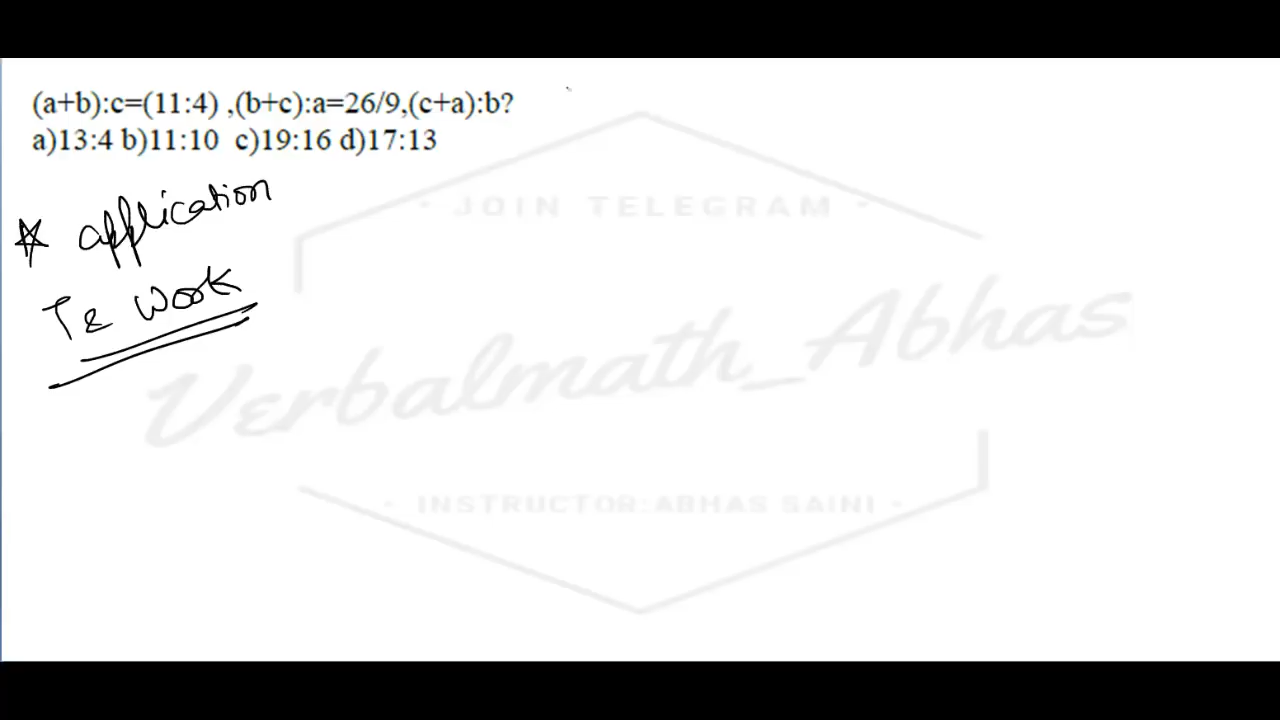 (a+b):c=(11:4) ,(b+c):a=26/9,(c+a):b?
a)13:4 b)11:10 c)19:16 d)17:13
application
T & Work
- JOIN TELEGRAM -
Verbalmath_Abhas
- INSTRUCTOR:ABHAS SAINI -